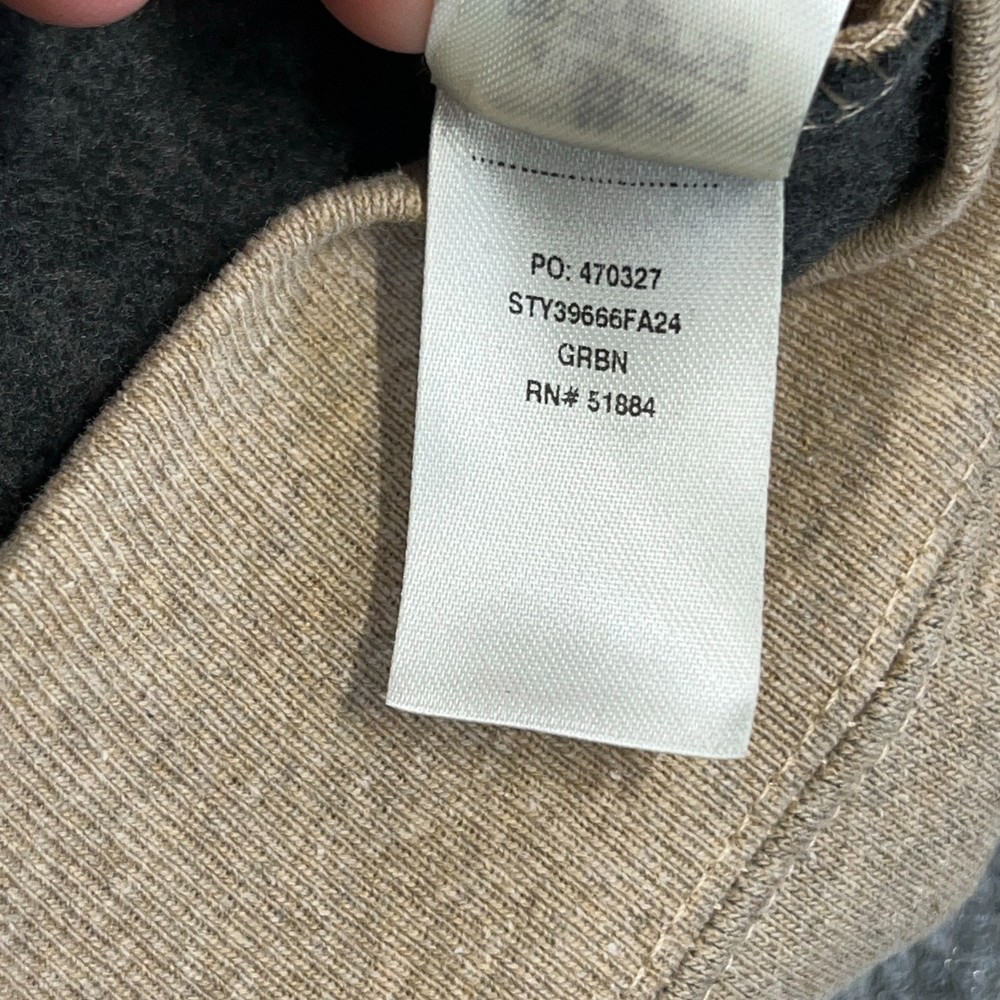 PO: 470327
STY39666FA24
GRBN
RN# 51884